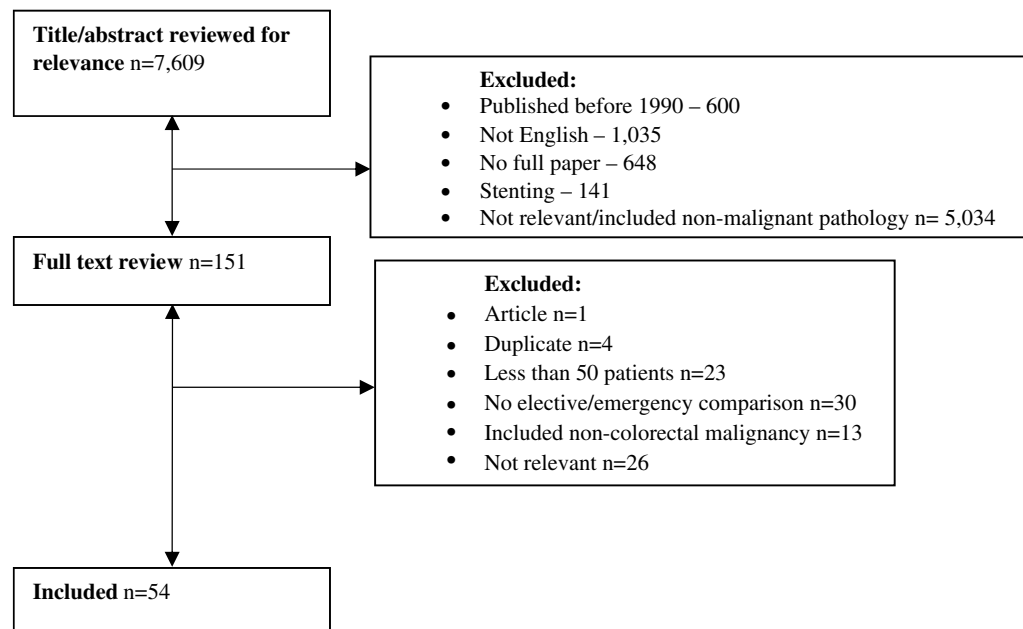 Title/abstract reviewed for
relevance n=7,609
Excluded:
• Published before 1990 – 600
• Not English – 1,035
• No full paper – 648
• Stenting – 141
• Not relevant/included non-malignant pathology n= 5,034
Full text review n=151
Excluded:
• Article n=1
• Duplicate n=4
• Less than 50 patients n=23
• No elective/emergency comparison n=30
• Included non-colorectal malignancy n=13
• Not relevant n=26
Included n=54